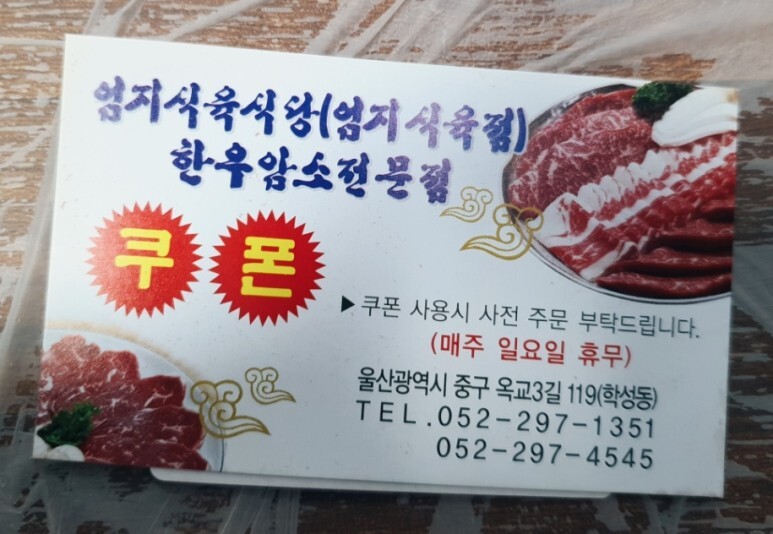 엄지식육식당(엄지식육점)
한우암소전문점
쿠폰
▶쿠폰 사용시 사전 주문 부탁드립니다.
(매주 일요일 휴무)
울산광역시 중구 옥교3길 119(학성동)
TEL.052-297-1351
052-297-4545